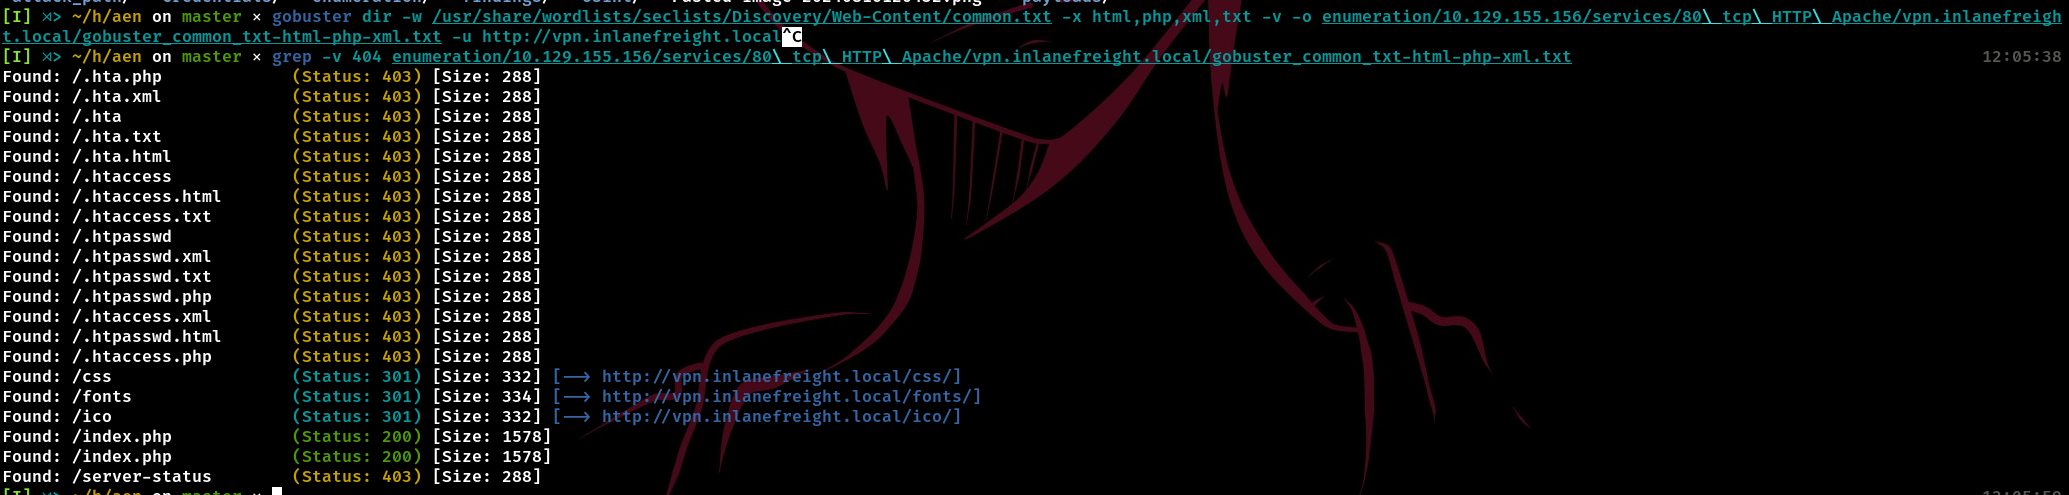 [I] ⋊> ~/h/aen on master × gobuster dir -w /usr/share/wordlists/seclists/Discovery/Web-Content/common.txt -x html,php,xml,txt -v -o enumeration/10.129.155.156/services/80\ tcp\ HTTP\ Apache/vpn.inlanefreigh
t.local/gobuster_common_txt-html-php-xml.txt -u http://vpn.inlanefreight.local^C
[I] ⋊> ~/h/aen on master × grep -v 404 enumeration/10.129.155.156/services/80\ tcp\ HTTP\ Apache/vpn.inlanefreight.local/gobuster_common_txt-html-php-xml.txt 12:05:38
Found: /.hta.php (Status: 403) [Size: 288]
Found: /.hta.xml (Status: 403) [Size: 288]
Found: /.hta (Status: 403) [Size: 288]
Found: /.hta.txt (Status: 403) [Size: 288]
Found: /.hta.html (Status: 403) [Size: 288]
Found: /.htaccess (Status: 403) [Size: 288]
Found: /.htaccess.html (Status: 403) [Size: 288]
Found: /.htaccess.txt (Status: 403) [Size: 288]
Found: /.htpasswd (Status: 403) [Size: 288]
Found: /.htpasswd.xml (Status: 403) [Size: 288]
Found: /.htpasswd.txt (Status: 403) [Size: 288]
Found: /.htpasswd.php (Status: 403) [Size: 288]
Found: /.htaccess.xml (Status: 403) [Size: 288]
Found: /.htpasswd.html (Status: 403) [Size: 288]
Found: /.htaccess.php (Status: 403) [Size: 288]
Found: /css (Status: 301) [Size: 332] [--> http://vpn.inlanefreight.local/css/]
Found: /fonts (Status: 301) [Size: 334] [--> http://vpn.inlanefreight.local/fonts/]
Found: /ico (Status: 301) [Size: 332] [--> http://vpn.inlanefreight.local/ico/]
Found: /index.php (Status: 200) [Size: 1578]
Found: /index.php (Status: 200) [Size: 1578]
Found: /server-status (Status: 403) [Size: 288]
[I] ⋊> ~/h/aen on master ×